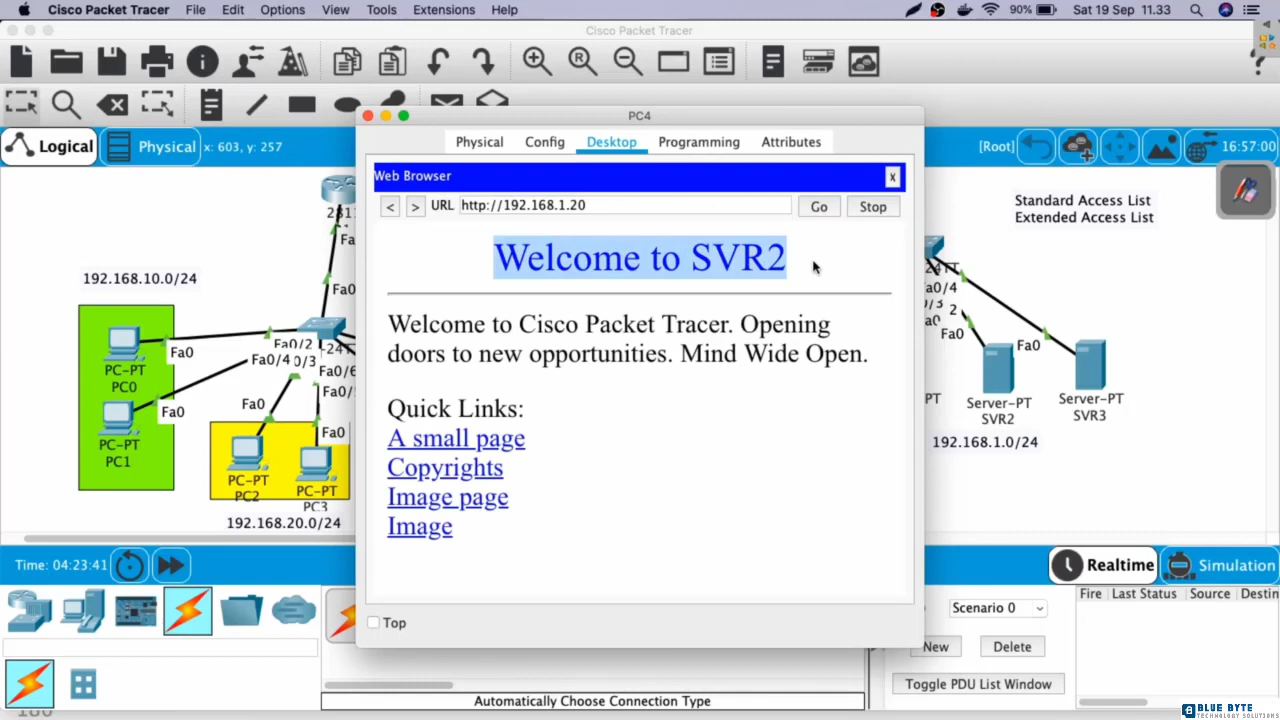 Cisco Packet Tracer File Edit Options View Tools Extensions Help 90% Sat 19 Sep 11.33
Cisco Packet Tracer
PC4
Logical Physical x: 603, y: 257 [Root] 16:57:00
Physical Config Desktop Programming Attributes
Web Browser X
< > URL http://192.168.1.20 Go Stop
Welcome to SVR2
Welcome to Cisco Packet Tracer. Opening
doors to new opportunities. Mind Wide Open.
Quick Links:
A small page
Copyrights
Image page
Image
Top
Standard Access List
Extended Access List
192.168.10.0/24
Fa0
Fa0/2
Fa0/4
Fa0
PC-PT
PC0
Fa0
PC-PT
PC1
Fa0
Fa0
PC-PT
PC2
PC-PT
PC3
192.168.20.0/24
Fa0
Fa0
Server-PT
SVR2
Server-PT
SVR3
192.168.1.0/24
Time: 04:23:41 Realtime Simulation
Scenario 0
Fire Last Status Source Destin
New Delete
Toggle PDU List Window
Automatically Choose Connection Type
BLUE BYTE
TECHNOLOGY SOLUTIONS